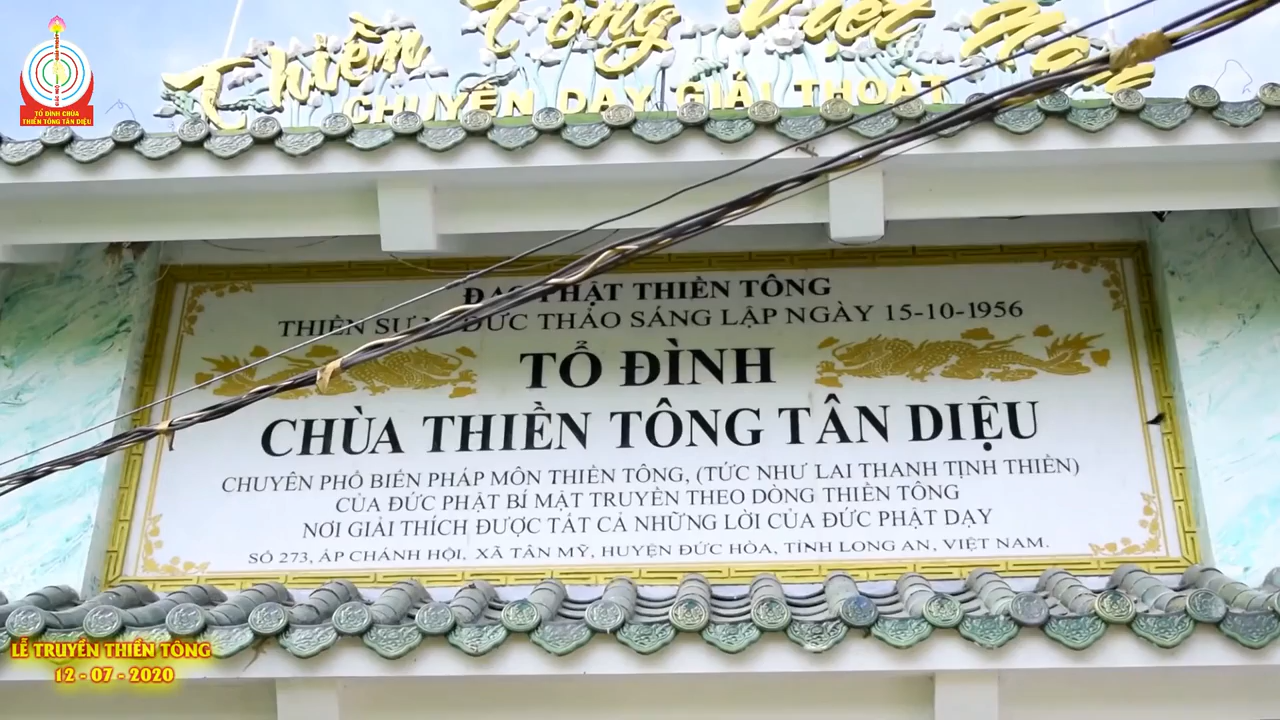 Thiền Tông Việt Nam
CHUYÊN DẠY GIẢI THOÁT
TỔ ĐÌNH CHÙA
THIỀN TÔNG TÂN DIỆU
ĐẠO PHẬT THIỀN TÔNG
THIỀN SƯ ĐỨC THẢO SÁNG LẬP NGÀY 15-10-1956
TỔ ĐÌNH
CHÙA THIỀN TÔNG TÂN DIỆU
CHUYÊN PHỔ BIẾN PHÁP MÔN THIỀN TÔNG, (TỨC NHƯ LAI THANH TỊNH THIỀN)
CỦA ĐỨC PHẬT BÍ MẬT TRUYỀN THEO DÒNG THIỀN TÔNG
NƠI GIẢI THÍCH ĐƯỢC TẤT CẢ NHỮNG LỜI CỦA ĐỨC PHẬT DẠY
SỐ 273, ẤP CHÁNH HỘI, XÃ TÂN MỸ, HUYỆN ĐỨC HÒA, TỈNH LONG AN, VIỆT NAM.
LỄ TRUYỀN THIỀN TÔNG
12 - 07 - 2020